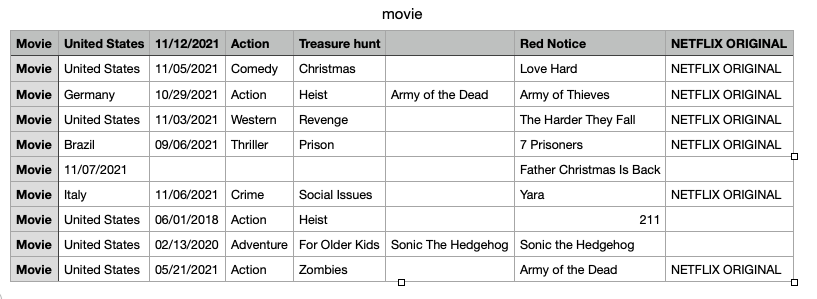 movie
Movie United States 11/12/2021 Action Treasure hunt Red Notice NETFLIX ORIGINAL
Movie United States 11/05/2021 Comedy Christmas Love Hard NETFLIX ORIGINAL
Movie Germany 10/29/2021 Action Heist Army of the Dead Army of Thieves NETFLIX ORIGINAL
Movie United States 11/03/2021 Western Revenge The Harder They Fall NETFLIX ORIGINAL
Movie Brazil 09/06/2021 Thriller Prison 7 Prisoners NETFLIX ORIGINAL
Movie 11/07/2021 Father Christmas Is Back
Movie Italy 11/06/2021 Crime Social Issues Yara NETFLIX ORIGINAL
Movie United States 06/01/2018 Action Heist 211
Movie United States 02/13/2020 Adventure For Older Kids Sonic The Hedgehog Sonic the Hedgehog
Movie United States 05/21/2021 Action Zombies Army of the Dead NETFLIX ORIGINAL